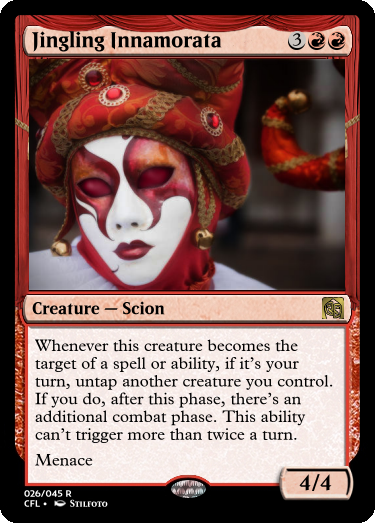 Jingling Innamorata 3
Creature — Scion
Whenever this creature becomes the
target of a spell or ability, if it's your
turn, untap another creature you control.
If you do, after this phase, there's an
additional combat phase. This ability
can't trigger more than twice a turn.
Menace
4/4
026/045 R
CFL • Stilfoto